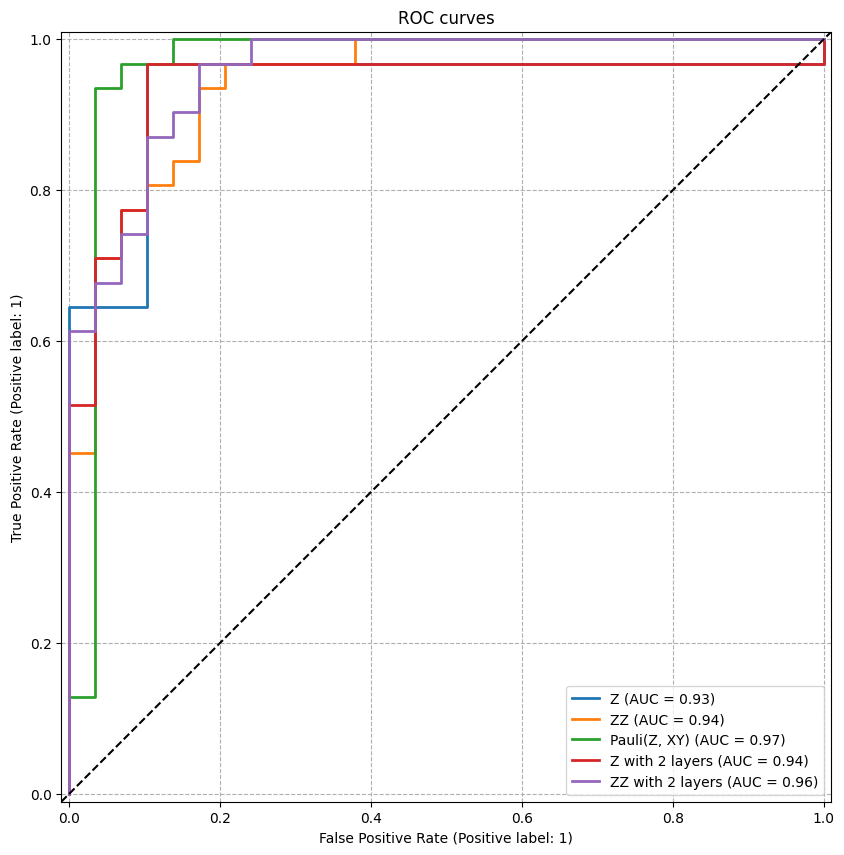 ROC curves
1.0
0.8
0.6
0.4
0.2
0.0
True Positive Rate (Positive label: 1)
Z (AUC = 0.93)
ZZ (AUC = 0.94)
Pauli(Z, XY) (AUC = 0.97)
Z with 2 layers (AUC = 0.94)
ZZ with 2 layers (AUC = 0.96)
0.0 0.2 0.4 0.6 0.8 1.0
False Positive Rate (Positive label: 1)